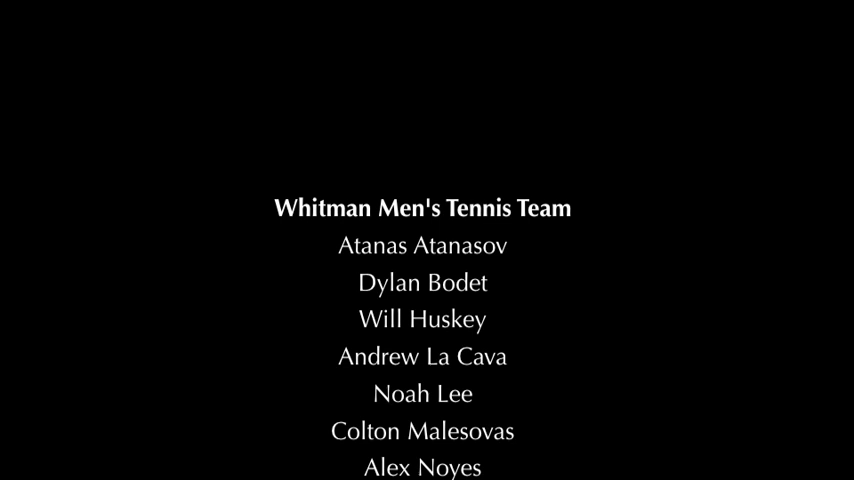 Whitman Men's Tennis Team
Atanas Atanasov
Dylan Bodet
Will Huskey
Andrew La Cava
Noah Lee
Colton Malesovas
Alex Noyes